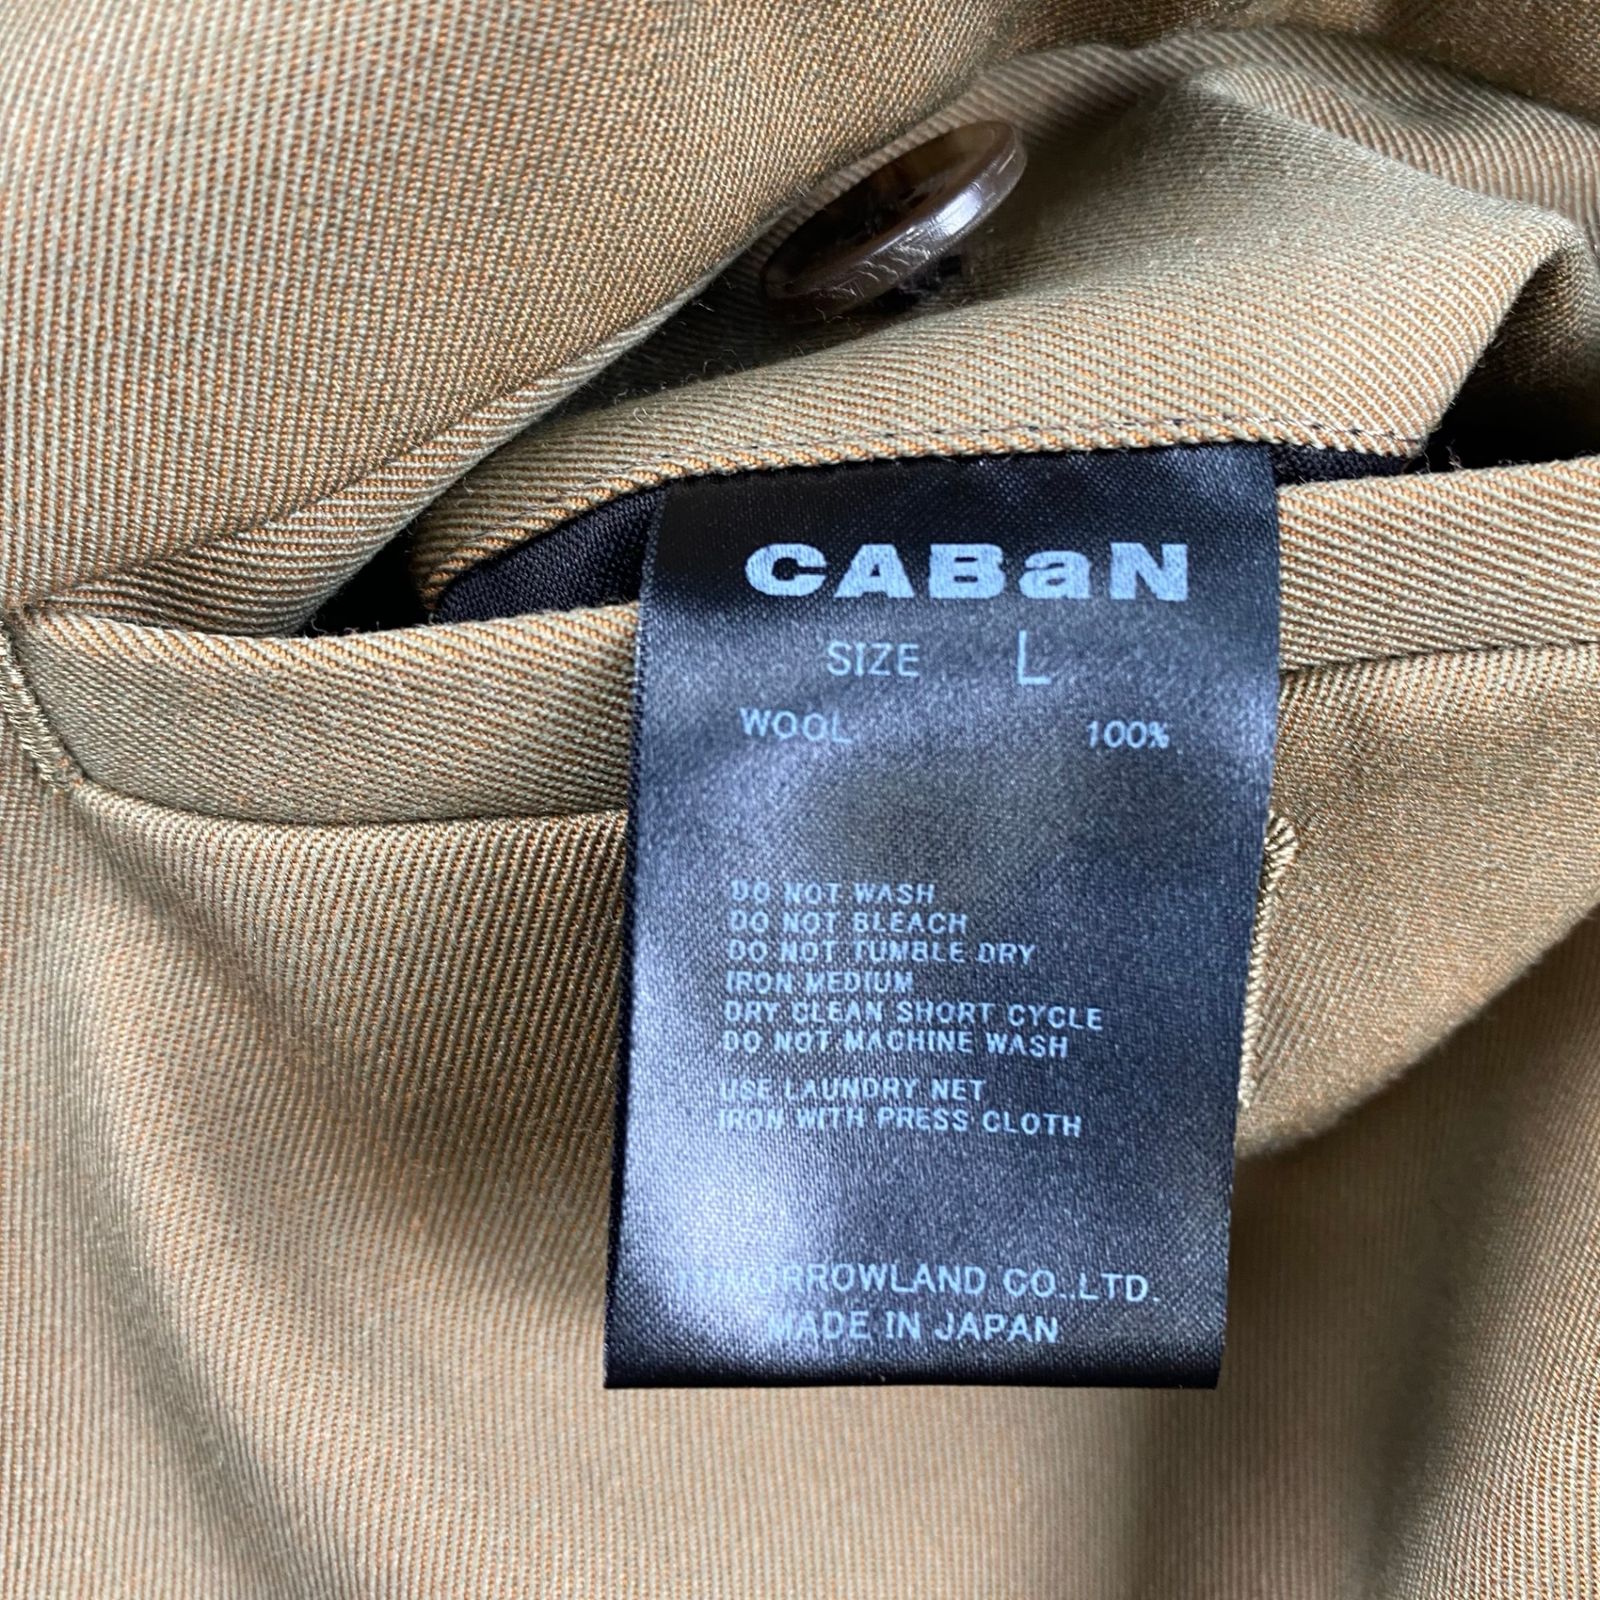 CABaN
SIZE L
WOOL 100%
DO NOT WASH
DO NOT BLEACH
DO NOT TUMBLE DRY
IRON MEDIUM
DRY CLEAN SHORT CYCLE
DO NOT MACHINE WASH
USE LAUNDRY NET
IRON WITH PRESS CLOTH
TOMORROWLAND CO.,LTD.
MADE IN JAPAN